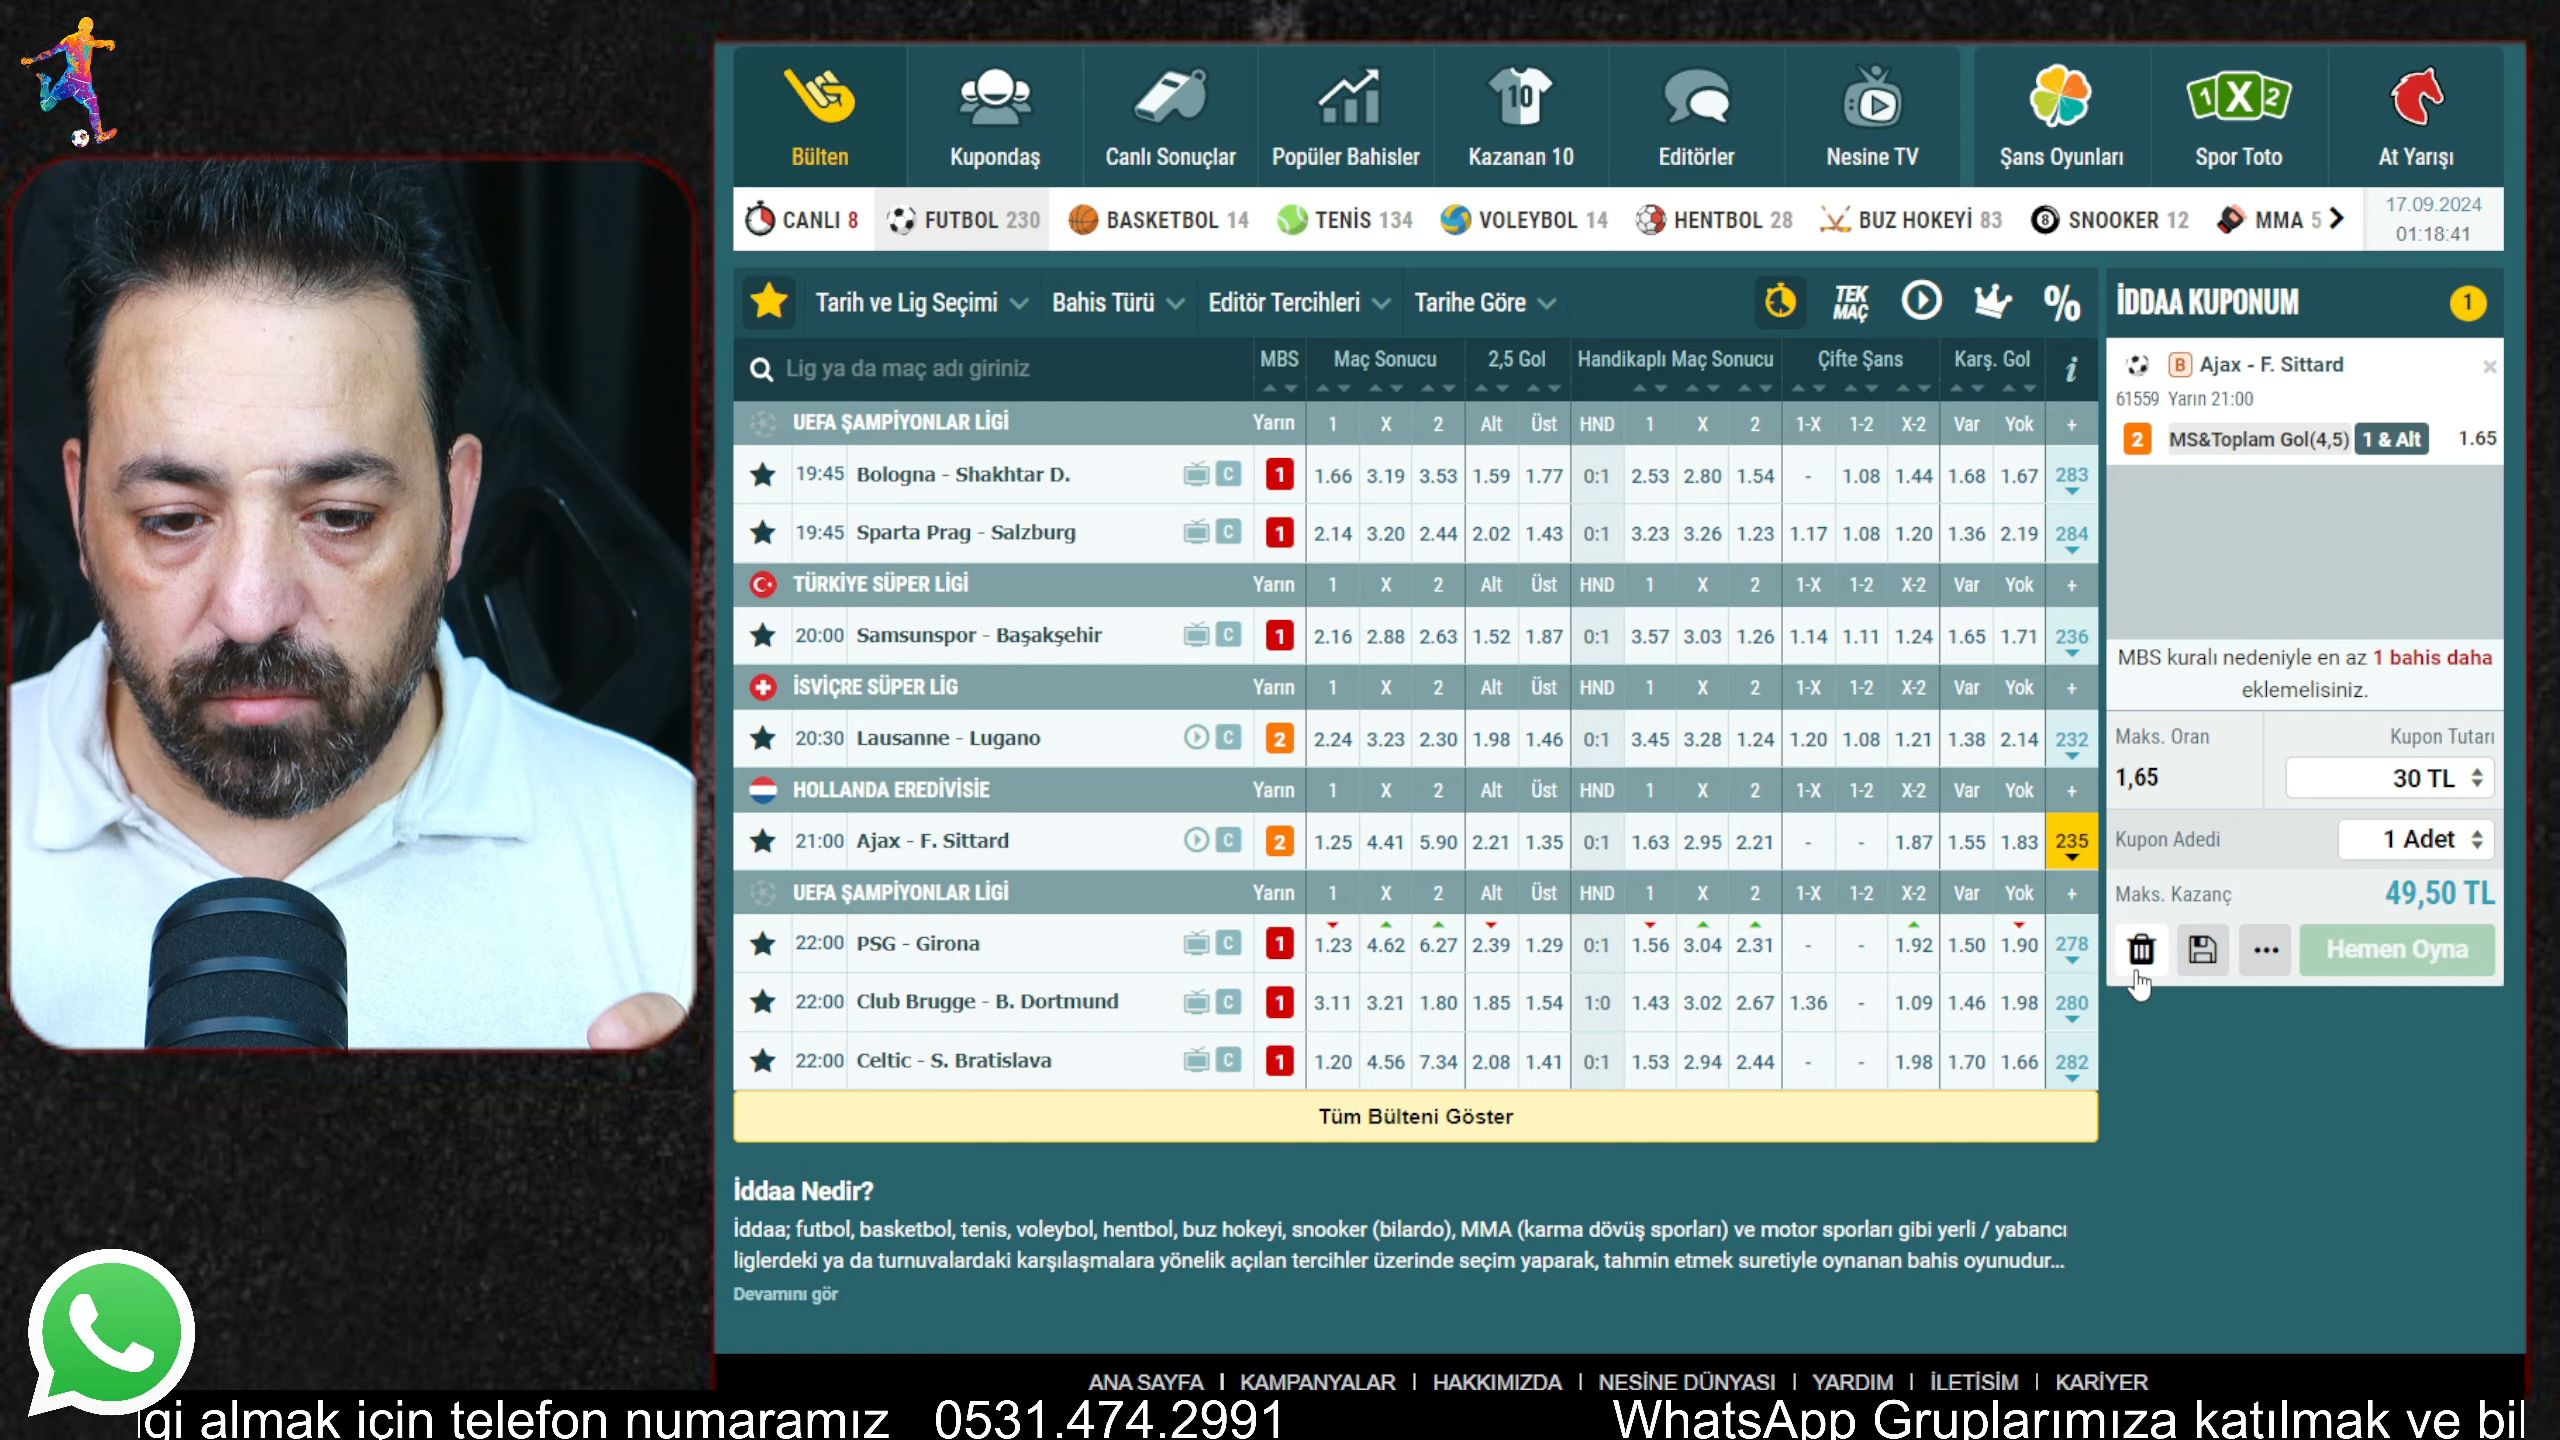 Bülten
Kupondaş
Canlı Sonuçlar
Popüler Bahisler
10
Kazanan 10
Editörler
Nesine TV
Şans Oyunları
1 X 2
Spor Toto
At Yarışı
CANLI 8 FUTBOL 230 BASKETBOL 14 TENİS 134 VOLEYBOL 14 HENTBOL 28 BUZ HOKEYİ 83 8 SNOOKER 12 MMA 5
17.09.2024
01:18:41
Tarih ve Lig Seçimi Bahis Türü Editör Tercihleri Tarihe Göre TEK MAÇ %
Lig ya da maç adı giriniz MBS Maç Sonucu 2,5 Gol Handikaplı Maç Sonucu Çifte Şans Karş. Gol i
UEFA ŞAMPİYONLAR LİGİ Yarın 1 X 2 Alt Üst HND 1 X 2 1-X 1-2 X-2 Var Yok +
19:45 Bologna - Shakhtar D. C 1 1.66 3.19 3.53 1.59 1.77 0:1 2.53 2.80 1.54 - 1.08 1.44 1.68 1.67 283
19:45 Sparta Prag - Salzburg C 1 2.14 3.20 2.44 2.02 1.43 0:1 3.23 3.26 1.23 1.17 1.08 1.20 1.36 2.19 284
TÜRKİYE SÜPER LİGİ Yarın 1 X 2 Alt Üst HND 1 X 2 1-X 1-2 X-2 Var Yok +
20:00 Samsunspor - Başakşehir C 1 2.16 2.88 2.63 1.52 1.87 0:1 3.57 3.03 1.26 1.14 1.11 1.24 1.65 1.71 236
İSVİÇRE SÜPER LİG Yarın 1 X 2 Alt Üst HND 1 X 2 1-X 1-2 X-2 Var Yok +
20:30 Lausanne - Lugano C 2 2.24 3.23 2.30 1.98 1.46 0:1 3.45 3.28 1.24 1.20 1.08 1.21 1.38 2.14 232
HOLLANDA EREDİVİSİE Yarın 1 X 2 Alt Üst HND 1 X 2 1-X 1-2 X-2 Var Yok +
21:00 Ajax - F. Sittard C 2 1.25 4.41 5.90 2.21 1.35 0:1 1.63 2.95 2.21 - - 1.87 1.55 1.83 235
UEFA ŞAMPİYONLAR LİGİ Yarın 1 X 2 Alt Üst HND 1 X 2 1-X 1-2 X-2 Var Yok +
22:00 PSG - Girona C 1 1.23 4.62 6.27 2.39 1.29 0:1 1.56 3.04 2.31 - - 1.92 1.50 1.90 278
22:00 Club Brugge - B. Dortmund C 1 3.11 3.21 1.80 1.85 1.54 1:0 1.43 3.02 2.67 1.36 - 1.09 1.46 1.98 280
22:00 Celtic - S. Bratislava C 1 1.20 4.56 7.34 2.08 1.41 0:1 1.53 2.94 2.44 - - 1.98 1.70 1.66 282
Tüm Bülteni Göster
İDDAA KUPONUM 1
B Ajax - F. Sittard
61559 Yarın 21:00
2 MS&Toplam Gol(4,5) 1 & Alt 1.65
MBS kuralı nedeniyle en az 1 bahis daha
eklemelisiniz.
Maks. Oran Kupon Tutarı
1,65 30 TL
Kupon Adedi 1 Adet
Maks. Kazanç 49,50 TL
Hemen Oyna
İddaa Nedir?
İddaa; futbol, basketbol, tenis, voleybol, hentbol, buz hokeyi, snooker (bilardo), MMA (karma dövüş sporları) ve motor sporları gibi yerli / yabancı
liglerdeki ya da turnuvalardaki karşılaşmalara yönelik açılan tercihler üzerinde seçim yaparak, tahmin etmek suretiyle oynanan bahis oyunudur...
Devamını gör
ANA SAYFA | KAMPANYALAR | HAKKIMIZDA | NESİNE DÜNYASI | YARDIM | İLETİSİM | KARİYER
lgi almak için telefon numaramız 0531.474.2991 WhatsApp Gruplarımıza katılmak ve bil